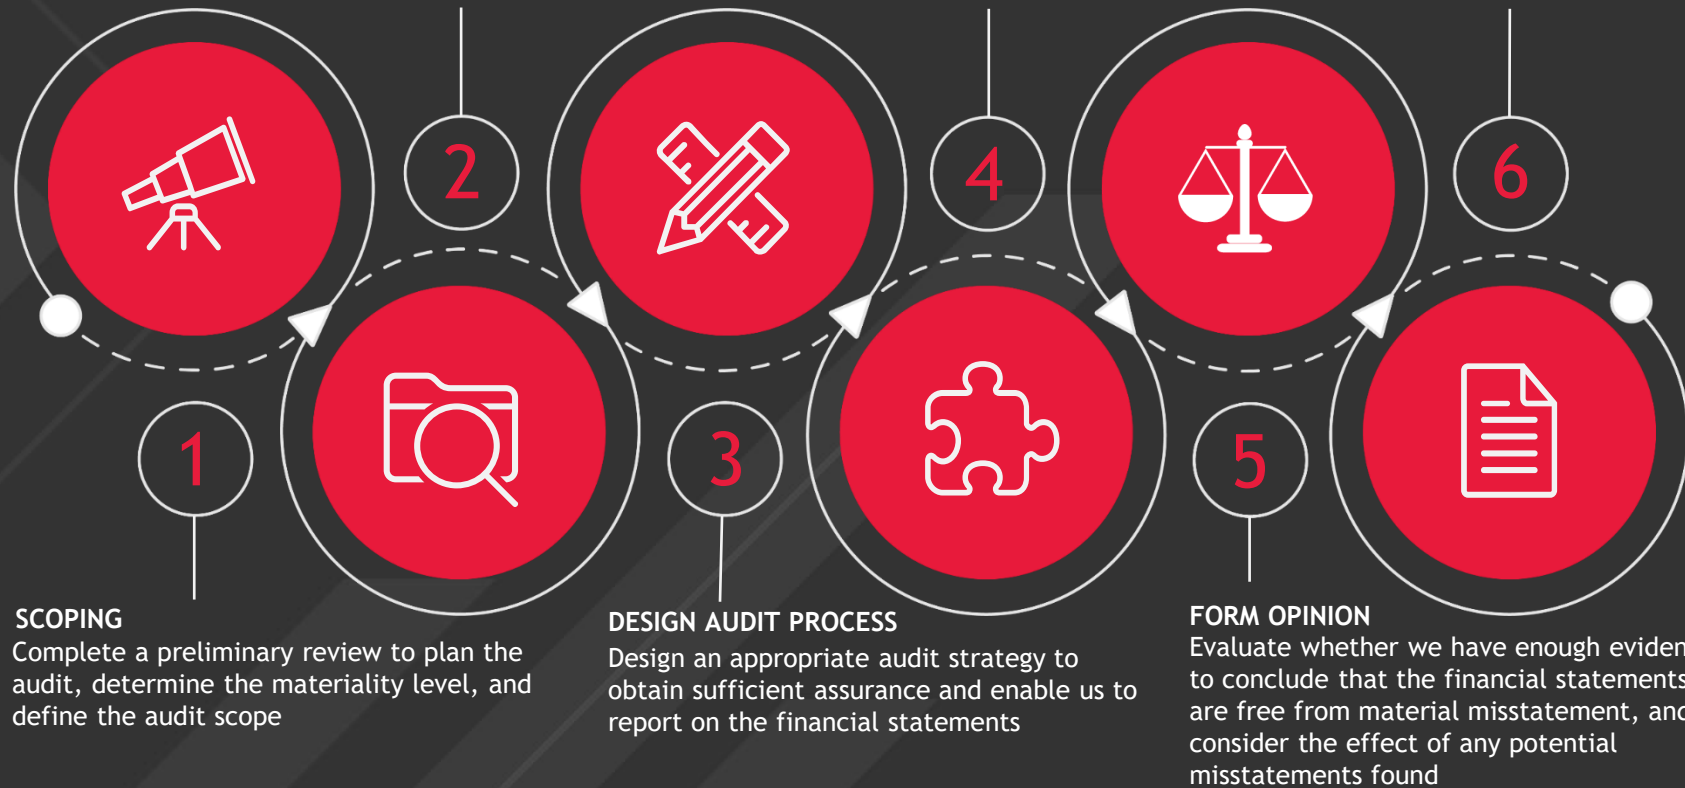 2
4
6
1
3
5
SCOPING
Complete a preliminary review to plan the
audit, determine the materiality level, and
define the audit scope
DESIGN AUDIT PROCESS
Design an appropriate audit strategy to
obtain sufficient assurance and enable us to
report on the financial statements
FORM OPINION
Evaluate whether we have enough eviden
to conclude that the financial statements
are free from material misstatement, and
consider the effect of any potential
misstatements found